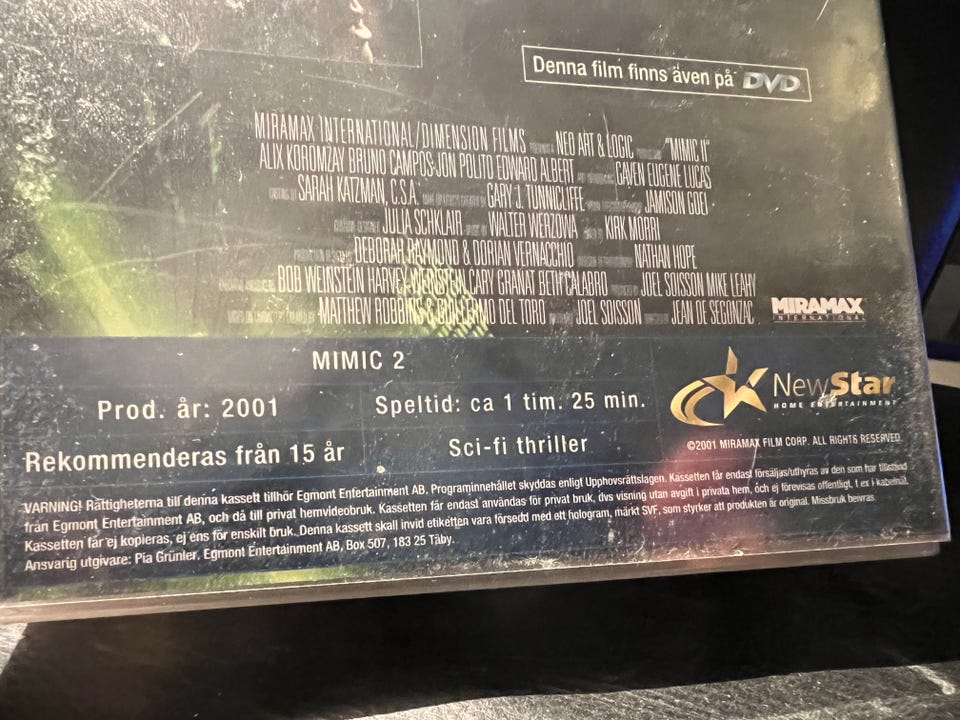 Denna film finns även på DVD
MIRAMAX INTERNATIONAL/DIMENSION FILMS NEO ART & LOGIC "MIMIC II"
ALIX KOROMZAY BRUNO CAMPOS JON POLITO EDWARD ALBERT GAVEN EUGENE LUCAS
SARAH KATZMAN, C.S.A. GARY J. TUNNICLIFFE JAMISON GOEI
JULIA SCHKLAIR WALTER WERZOWA KIRK MORRI
DEBORAH RAYMOND & DORIAN VERNACCHIO NATHAN HOPE
BOB WEINSTEIN HARVEY WEINSTEIN CARY GRANAT BETH CALABRO JOEL SOISSON MIKE LEAHY
MATTHEW ROBBINS & GUILLERMO DEL TORO JOEL SOISSON JEAN DE SEGONZAC
MIRAMAX
INTERNATIONAL
MIMIC 2
Prod. år: 2001
Speltid: ca 1 tim. 25 min.
NewStar
HOME ENTERTAINMENT
Rekommenderas från 15 år
Sci-fi thriller
©2001 MIRAMAX FILM CORP. ALL RIGHTS RESERVED
VARNING! Rättigheterna till denna kassett tillhör Egmont Entertainment AB. Programinnehållet skyddas enligt Upphovsrättslagen. Kassetten får endast försäljas/uthyras av den som har tillstånd
från Egmont Entertainment AB, och då till privat hemvideobruk. Kassetten får endast användas för privat bruk, dvs visning utan avgift i privata hem, och ej förevisas offentligt, t ex i kabelnät.
Kassetten får ej kopieras, ej ens för enskilt bruk. Denna kassett skall invid etiketten vara försedd med ett hologram, märkt SVF, som styrker att produkten är original. Missbruk beivras.
Ansvarig utgivare: Pia Grünler. Egmont Entertainment AB, Box 507, 183 25 Täby.